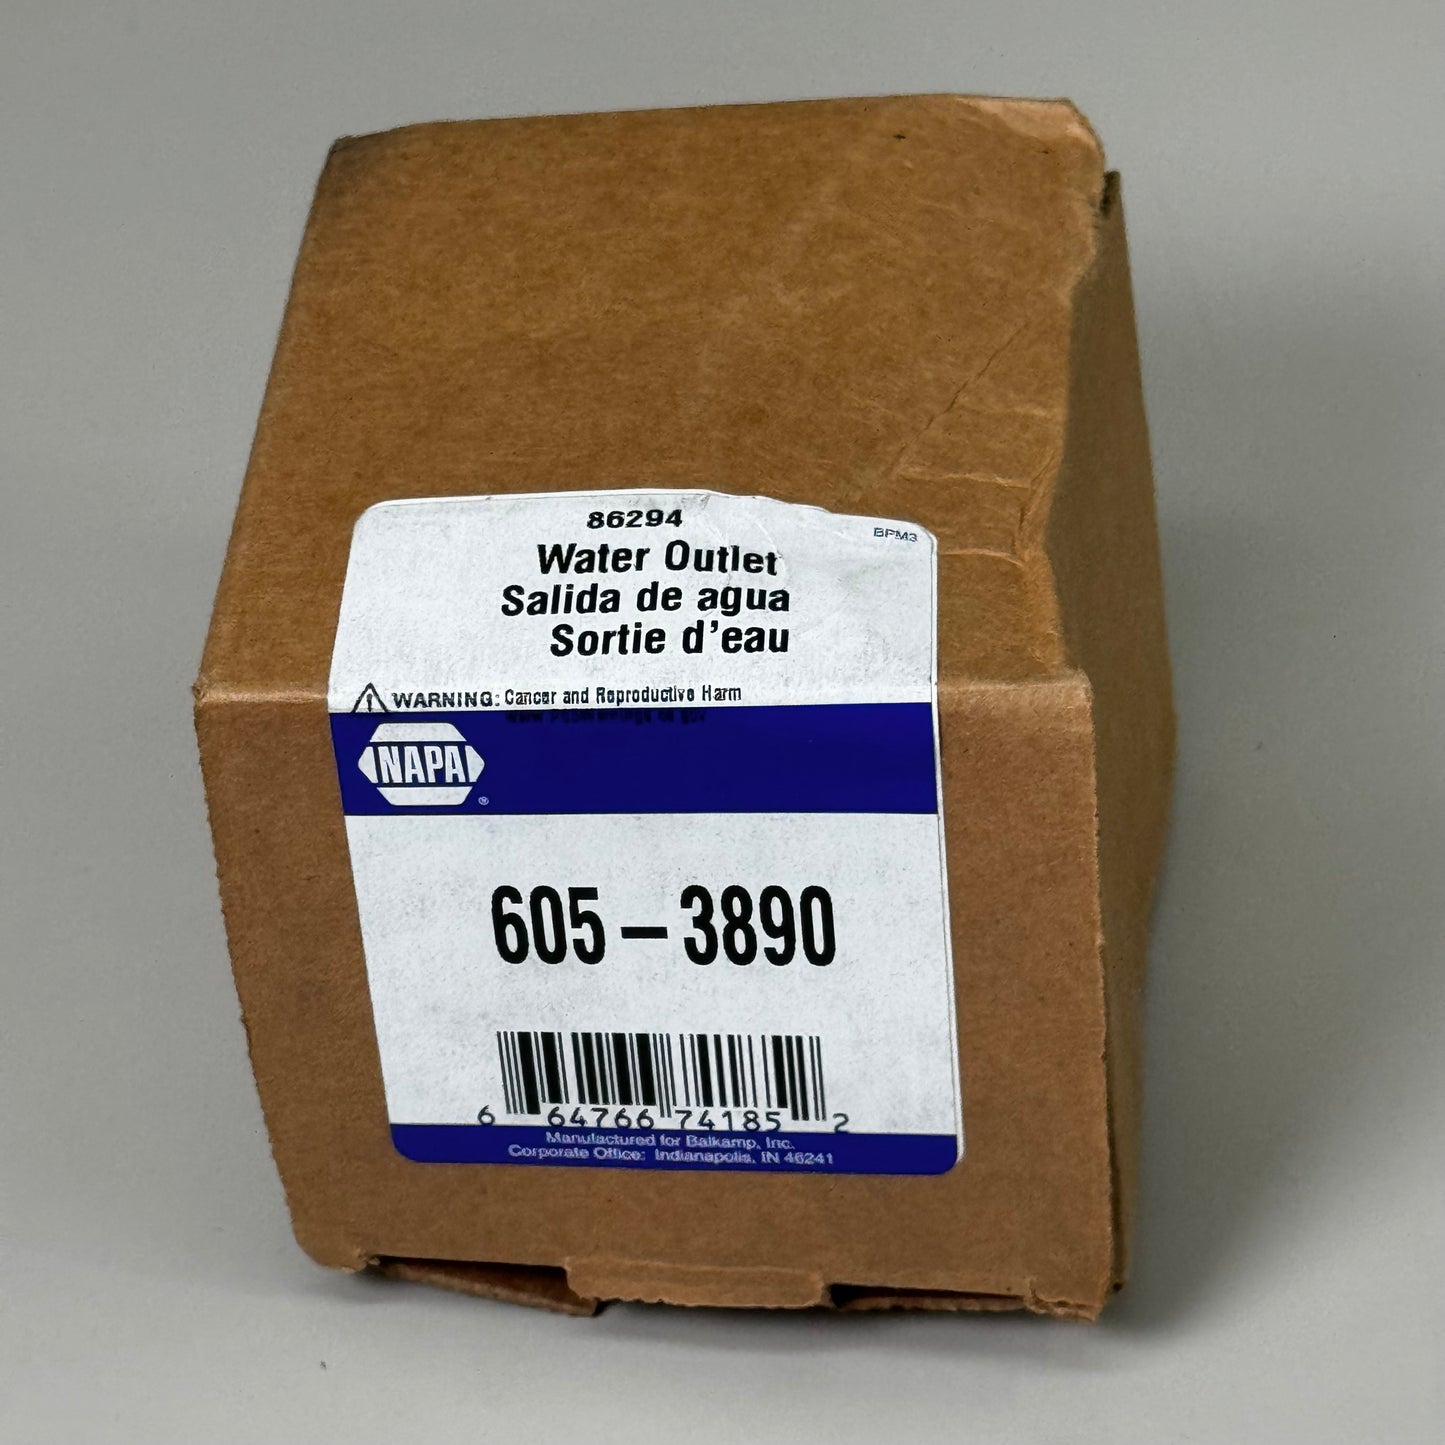 86294
BPM3
Water Outlet
Salida de agua
Sortie d'eau
WARNING: Cancer and Reproductive Harm
NAPA
®
605-3890
6 64766 74185 2
Manufactured for Balkamp, Inc.
Corporate Office: Indianapolis, IN 46241